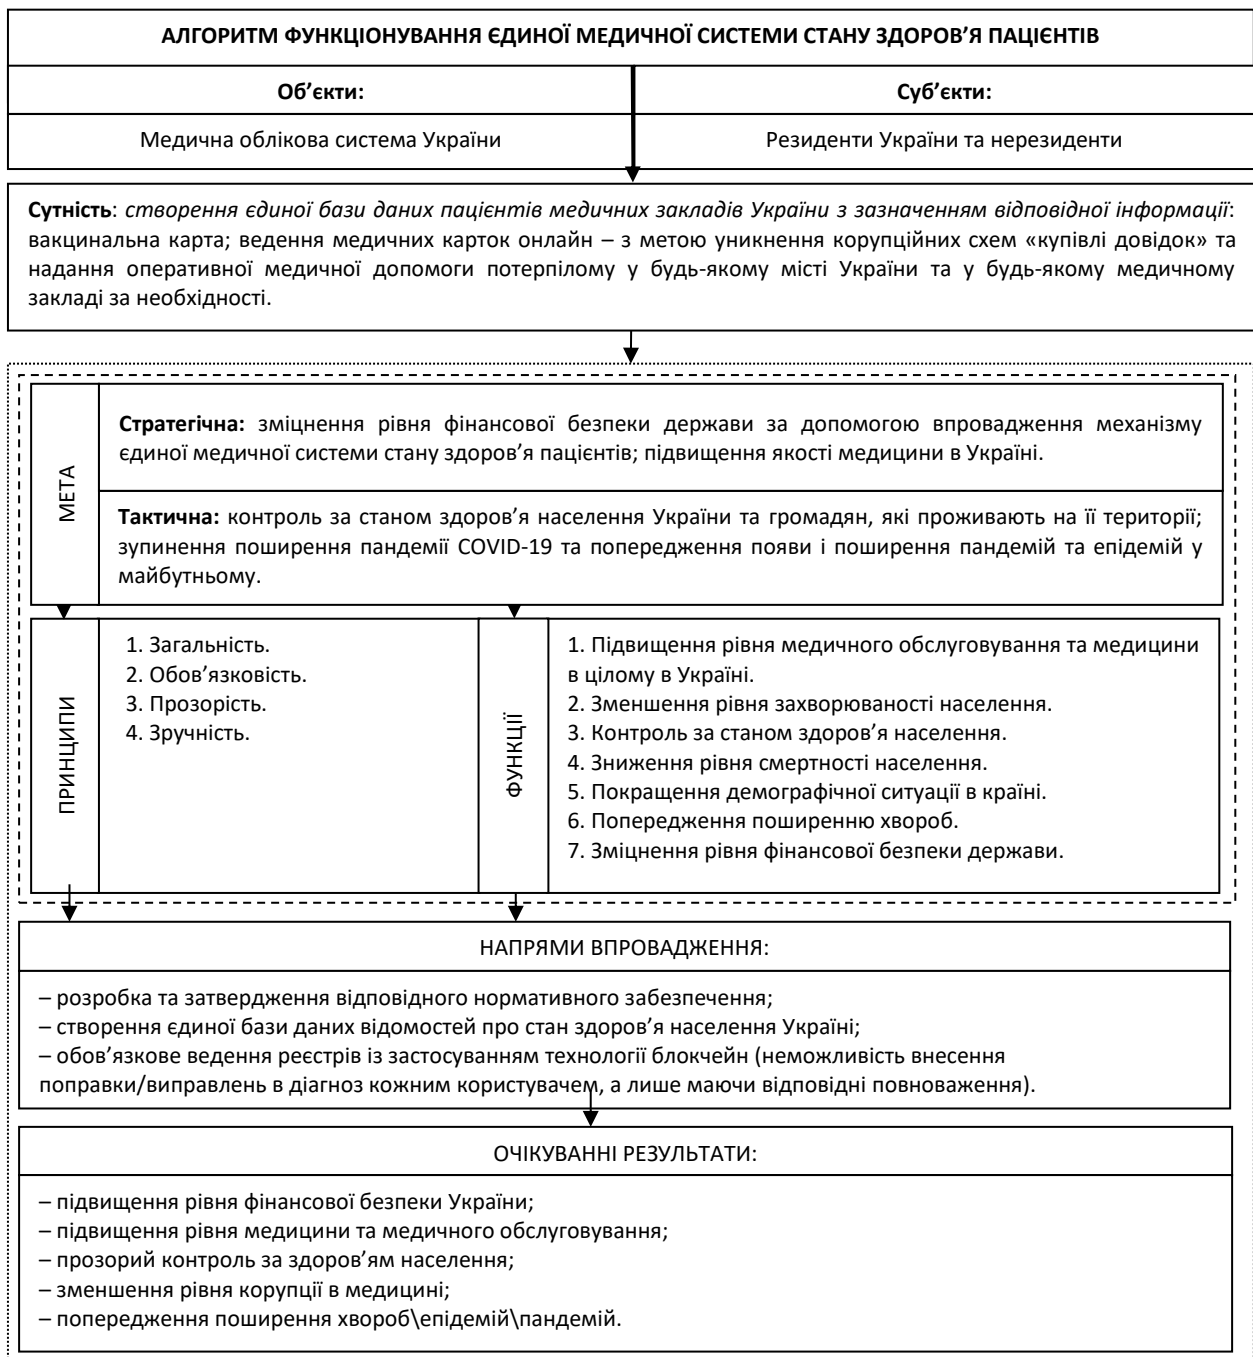 АЛГОРИТМ ФУНКЦІОНУВАННЯ ЄДИНОЇ МЕДИЧНОЇ СИСТЕМИ СТАНУ ЗДОРОВ’Я ПАЦІЄНТІВ
Об’єкти:
Суб’єкти:
Медична облікова система України
Резиденти України та нерезиденти
Сутність: створення єдиної бази даних пацієнтів медичних закладів України з зазначенням відповідної інформації:
вакцинальна карта; ведення медичних карток онлайн – з метою уникнення корупційних схем «купівлі довідок» та
надання оперативної медичної допомоги потерпілому у будь-якому місті України та у будь-якому медичному
закладі за необхідності.
МЕТА
Стратегічна: зміцнення рівня фінансової безпеки держави за допомогою впровадження механізму
єдиної медичної системи стану здоров’я пацієнтів; підвищення якості медицини в Україні.
Тактична: контроль за станом здоров’я населення України та громадян, які проживають на її території;
зупинення поширення пандемії COVID-19 та попередження появи і поширення пандемій та епідемій у
майбутньому.
ПРИНЦИПИ
1. Загальність.
2. Обов’язковість.
3. Прозорість.
4. Зручність.
ФУНКЦІЇ
1. Підвищення рівня медичного обслуговування та медицини
в цілому в Україні.
2. Зменшення рівня захворюваності населення.
3. Контроль за станом здоров’я населення.
4. Зниження рівня смертності населення.
5. Покращення демографічної ситуації в країні.
6. Попередження поширенню хвороб.
7. Зміцнення рівня фінансової безпеки держави.
НАПРЯМИ ВПРОВАДЖЕННЯ:
– розробка та затвердження відповідного нормативного забезпечення;
– створення єдиної бази даних відомостей про стан здоров’я населення Україні;
– обов’язкове ведення реєстрів із застосуванням технології блокчейн (неможливість внесення
поправки/виправлень в діагноз кожним користувачем, а лише маючи відповідні повноваження).
ОЧІКУВАННІ РЕЗУЛЬТАТИ:
– підвищення рівня фінансової безпеки України;
– підвищення рівня медицини та медичного обслуговування;
– прозорий контроль за здоров’ям населення;
– зменшення рівня корупції в медицині;
– попередження поширення хвороб\епідемій\пандемій.